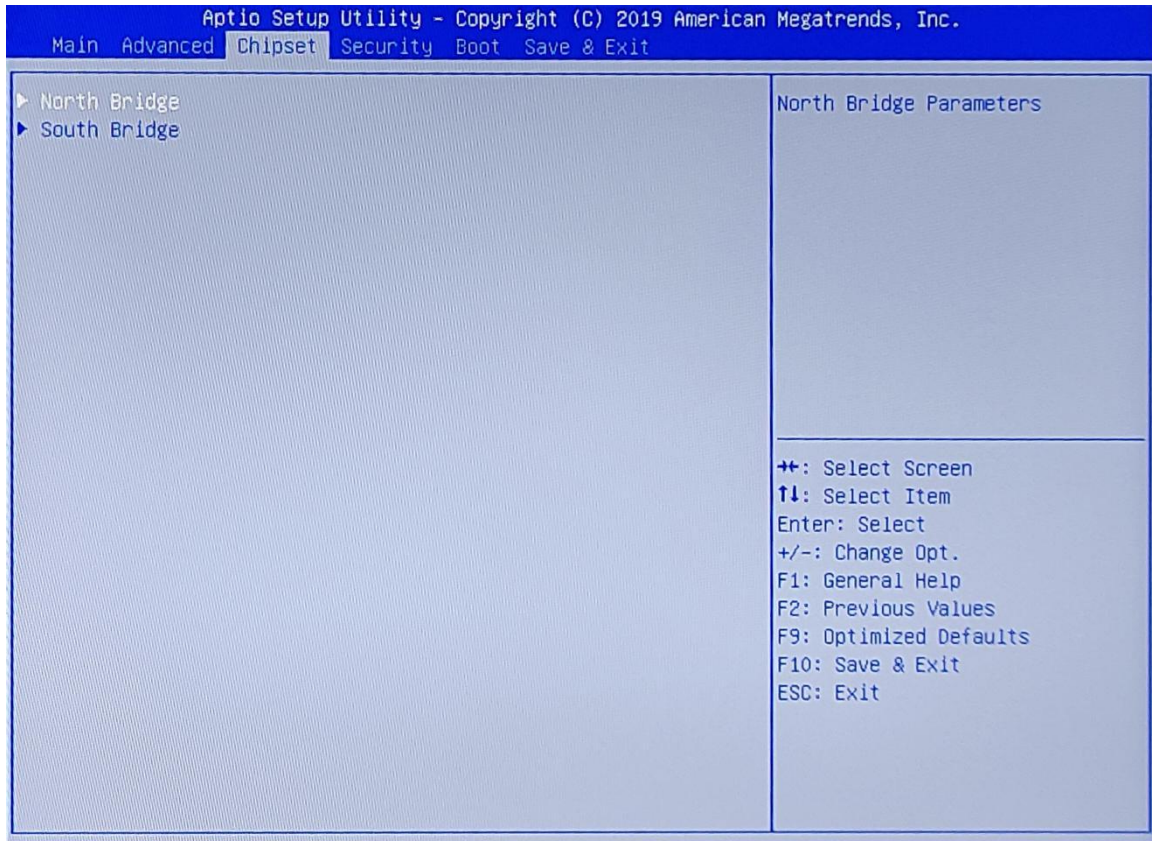 Aptio Setup Utility – Copyright (C) 2019 American Megatrends, Inc.
Main Advanced Chipset Security Boot Save & Exit
▶ North Bridge
▶ South Bridge
North Bridge Parameters
→←: Select Screen
↑↓: Select Item
Enter: Select
+/-: Change Opt.
F1: General Help
F2: Previous Values
F9: Optimized Defaults
F10: Save & Exit
ESC: Exit